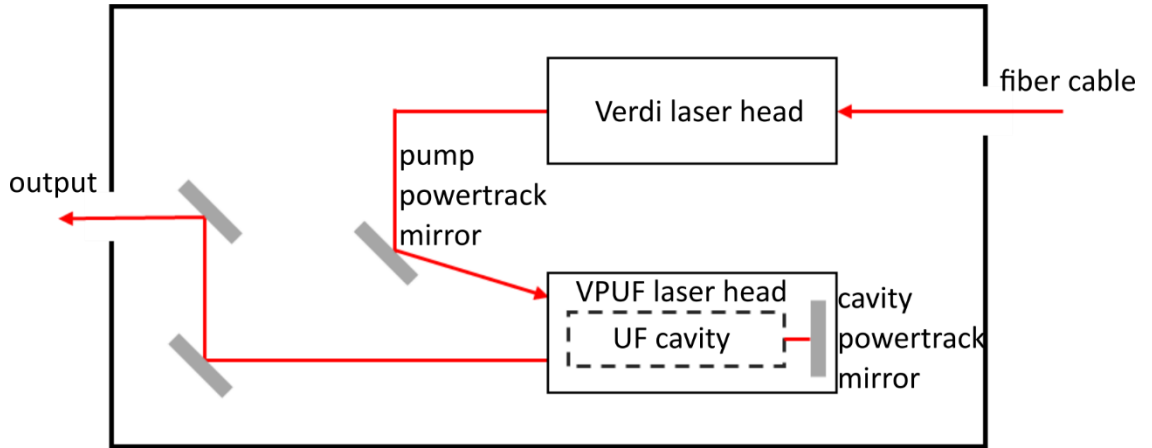 fiber cable
Verdi laser head
pump
powertrack
mirror
output
VPUF laser head
UF cavity
cavity
powertrack
mirror